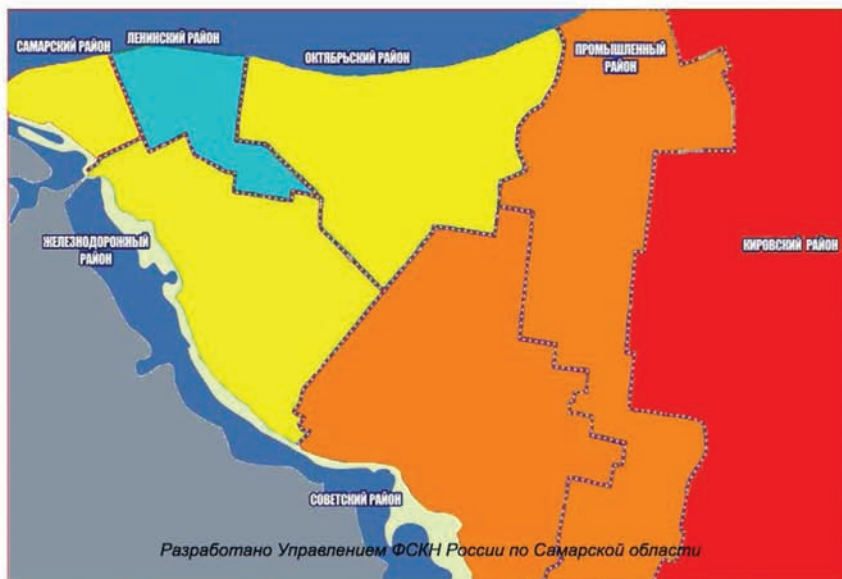 САМАРСКИЙ РАЙОН
ЛЕНИНСКИЙ РАЙОН
ОКТЯБРЬСКИЙ РАЙОН
ПРОМЫШЛЕННЫЙ
РАЙОН
ЖЕЛЕЗНОДОРОЖНЫЙ
РАЙОН
КИРОВСКИЙ РАЙОН
СОВЕТСКИЙ РАЙОН
Разработано Управлением ФСКН России по Самарской области